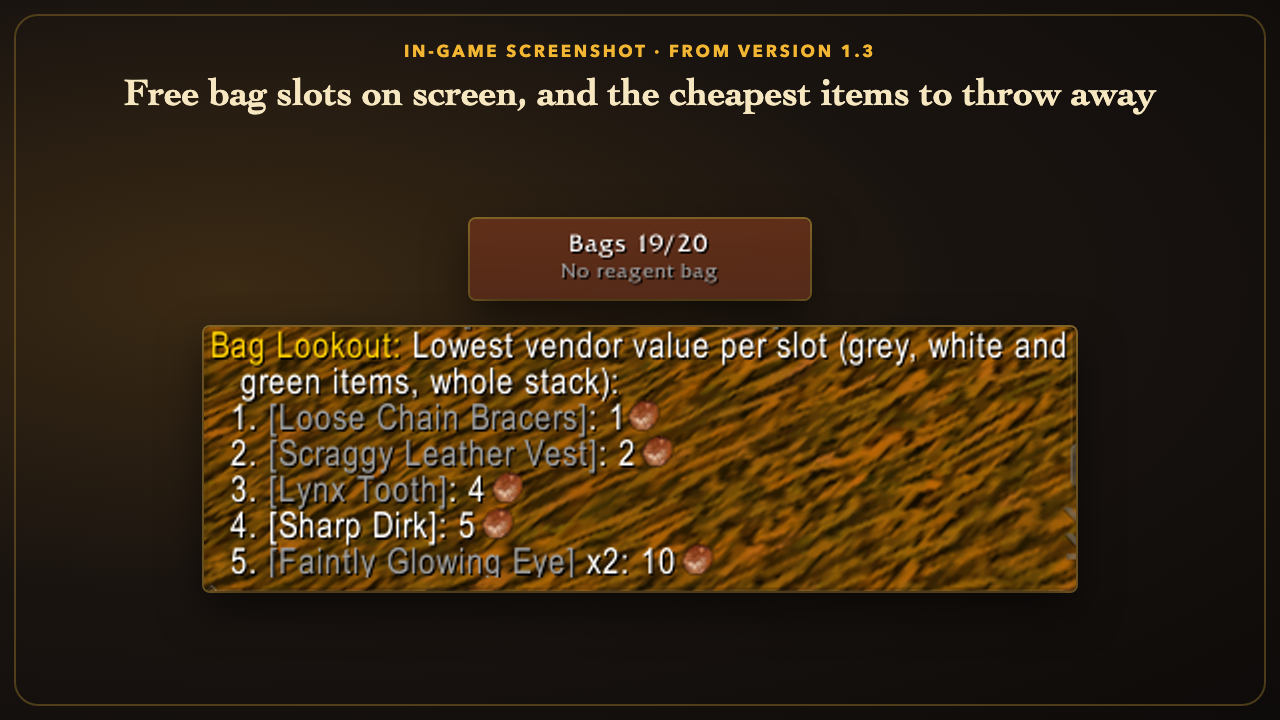 IN-GAME SCREENSHOT · FROM VERSION 1.3
Free bag slots on screen, and the cheapest items to throw away
Bags 19/20
No reagent bag
Bag Lookout: Lowest vendor value per slot (grey, white and
green items, whole stack):
1. [Loose Chain Bracers]: 1
2. [Scraggy Leather Vest]: 2
3. [Lynx Tooth]: 4
4. [Sharp Dirk]: 5
5. [Faintly Glowing Eye] x2: 10